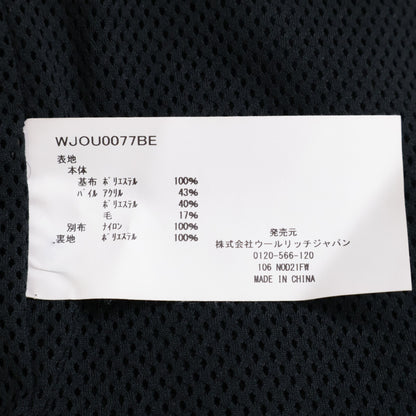 WJOU0077BE
表地
本体
基布 ﾎﾟﾘｴｽﾃﾙ 100%
ﾊﾟｲﾙ ｱｸﾘﾙ 43%
ﾎﾟﾘｴｽﾃﾙ 40%
毛 17%
別布 ﾅｲﾛﾝ 100%
裏地 ﾎﾟﾘｴｽﾃﾙ 100%
発売元
株式会社ウールリッチジャパン
0120-566-120
106 NOD21FW
MADE IN CHINA